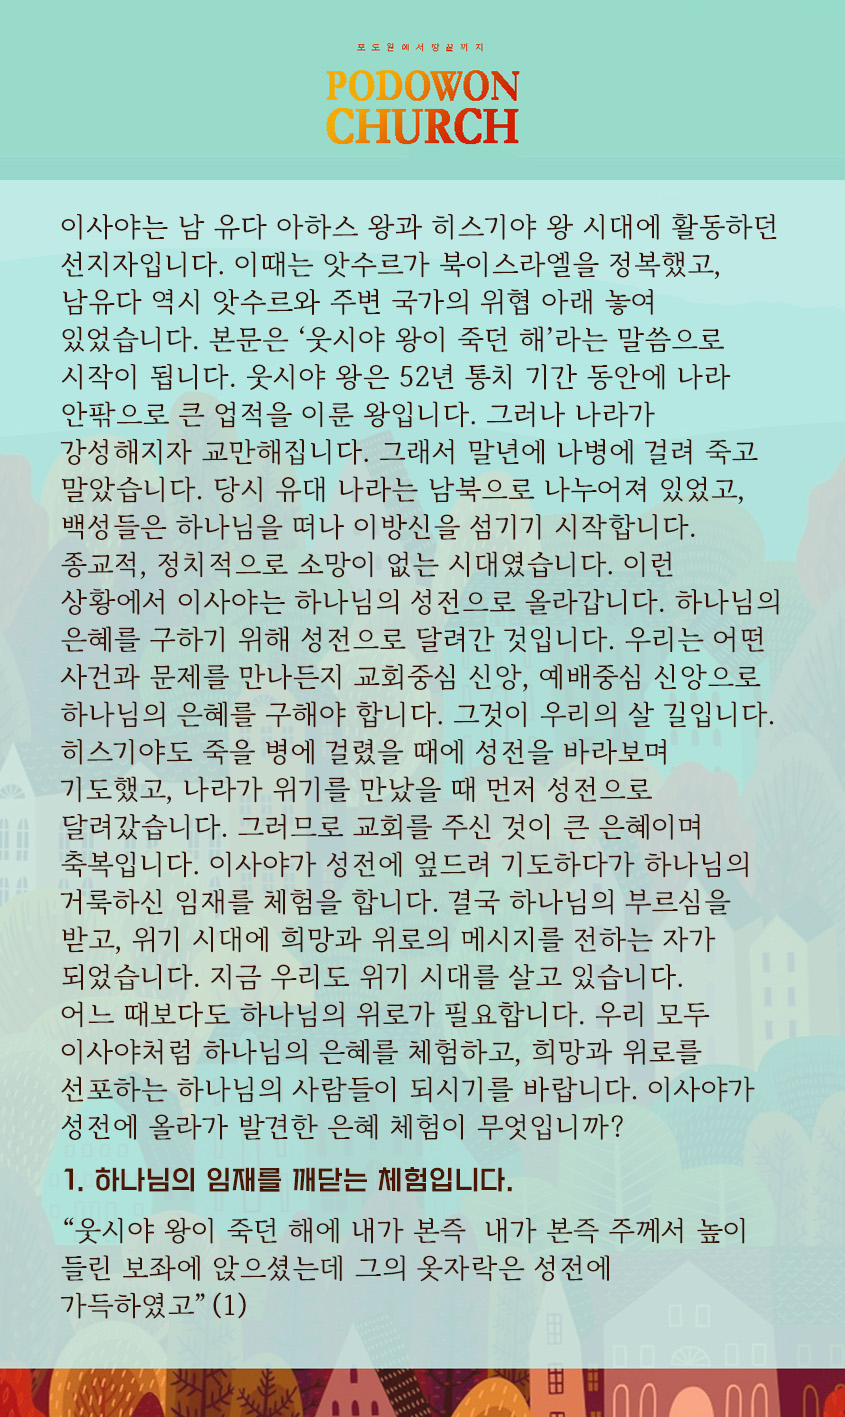 포도원에서땅끝까지
PODOWON
CHURCH
이사야는 남 유다 아하스 왕과 히스기야 왕 시대에 활동하던
선지자입니다. 이때는 앗수르가 북이스라엘을 정복했고,
남유다 역시 앗수르와 주변 국가의 위협 아래 놓여
있었습니다. 본문은 ‘웃시야 왕이 죽던 해’라는 말씀으로
시작이 됩니다. 웃시야 왕은 52년 통치 기간 동안에 나라
안팎으로 큰 업적을 이룬 왕입니다. 그러나 나라가
강성해지자 교만해집니다. 그래서 말년에 나병에 걸려 죽고
말았습니다. 당시 유대 나라는 남북으로 나누어져 있었고,
백성들은 하나님을 떠나 이방신을 섬기기 시작합니다.
종교적, 정치적으로 소망이 없는 시대였습니다. 이런
상황에서 이사야는 하나님의 성전으로 올라갑니다. 하나님의
은혜를 구하기 위해 성전으로 달려간 것입니다. 우리는 어떤
사건과 문제를 만나든지 교회중심 신앙, 예배중심 신앙으로
하나님의 은혜를 구해야 합니다. 그것이 우리의 살 길입니다.
히스기야도 죽을 병에 걸렸을 때에 성전을 바라보며
기도했고, 나라가 위기를 만났을 때 먼저 성전으로
달려갔습니다. 그러므로 교회를 주신 것이 큰 은혜이며
축복입니다. 이사야가 성전에 엎드려 기도하다가 하나님의
거룩하신 임재를 체험을 합니다. 결국 하나님의 부르심을
받고, 위기 시대에 희망과 위로의 메시지를 전하는 자가
되었습니다. 지금 우리도 위기 시대를 살고 있습니다.
어느 때보다도 하나님의 위로가 필요합니다. 우리 모두
이사야처럼 하나님의 은혜를 체험하고, 희망과 위로를
선포하는 하나님의 사람들이 되시기를 바랍니다. 이사야가
성전에 올라가 발견한 은혜 체험이 무엇입니까?
1. 하나님의 임재를 깨닫는 체험입니다.
“웃시야 왕이 죽던 해에 내가 본즉 내가 본즉 주께서 높이
들린 보좌에 앉으셨는데 그의 옷자락은 성전에
가득하였고” (1)